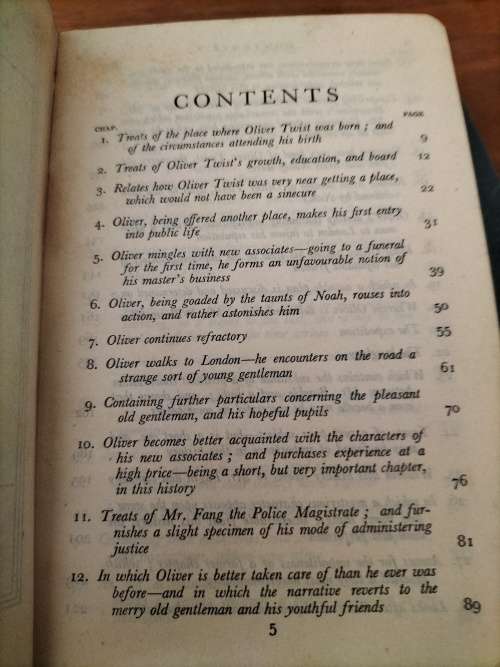 CONTENTS
CHAP. PAGE
1. Treats of the place where Oliver Twist was born ; and
of the circumstances attending his birth 9
2. Treats of Oliver Twist's growth, education, and board 12
3. Relates how Oliver Twist was very near getting a place,
which would not have been a sinecure 22
4. Oliver, being offered another place, makes his first entry
into public life 31
5. Oliver mingles with new associates—going to a funeral
for the first time, he forms an unfavourable notion of
his master's business 39
6. Oliver, being goaded by the taunts of Noah, rouses into
action, and rather astonishes him 50
7. Oliver continues refractory 55
8. Oliver walks to London—he encounters on the road a
strange sort of young gentleman 61
9. Containing further particulars concerning the pleasant
old gentleman, and his hopeful pupils 70
10. Oliver becomes better acquainted with the characters of
his new associates ; and purchases experience at a
high price—being a short, but very important chapter,
in this history 76
11. Treats of Mr. Fang the Police Magistrate ; and fur-
nishes a slight specimen of his mode of administering
justice 81
12. In which Oliver is better taken care of than he ever was
before—and in which the narrative reverts to the
merry old gentleman and his youthful friends 89
5